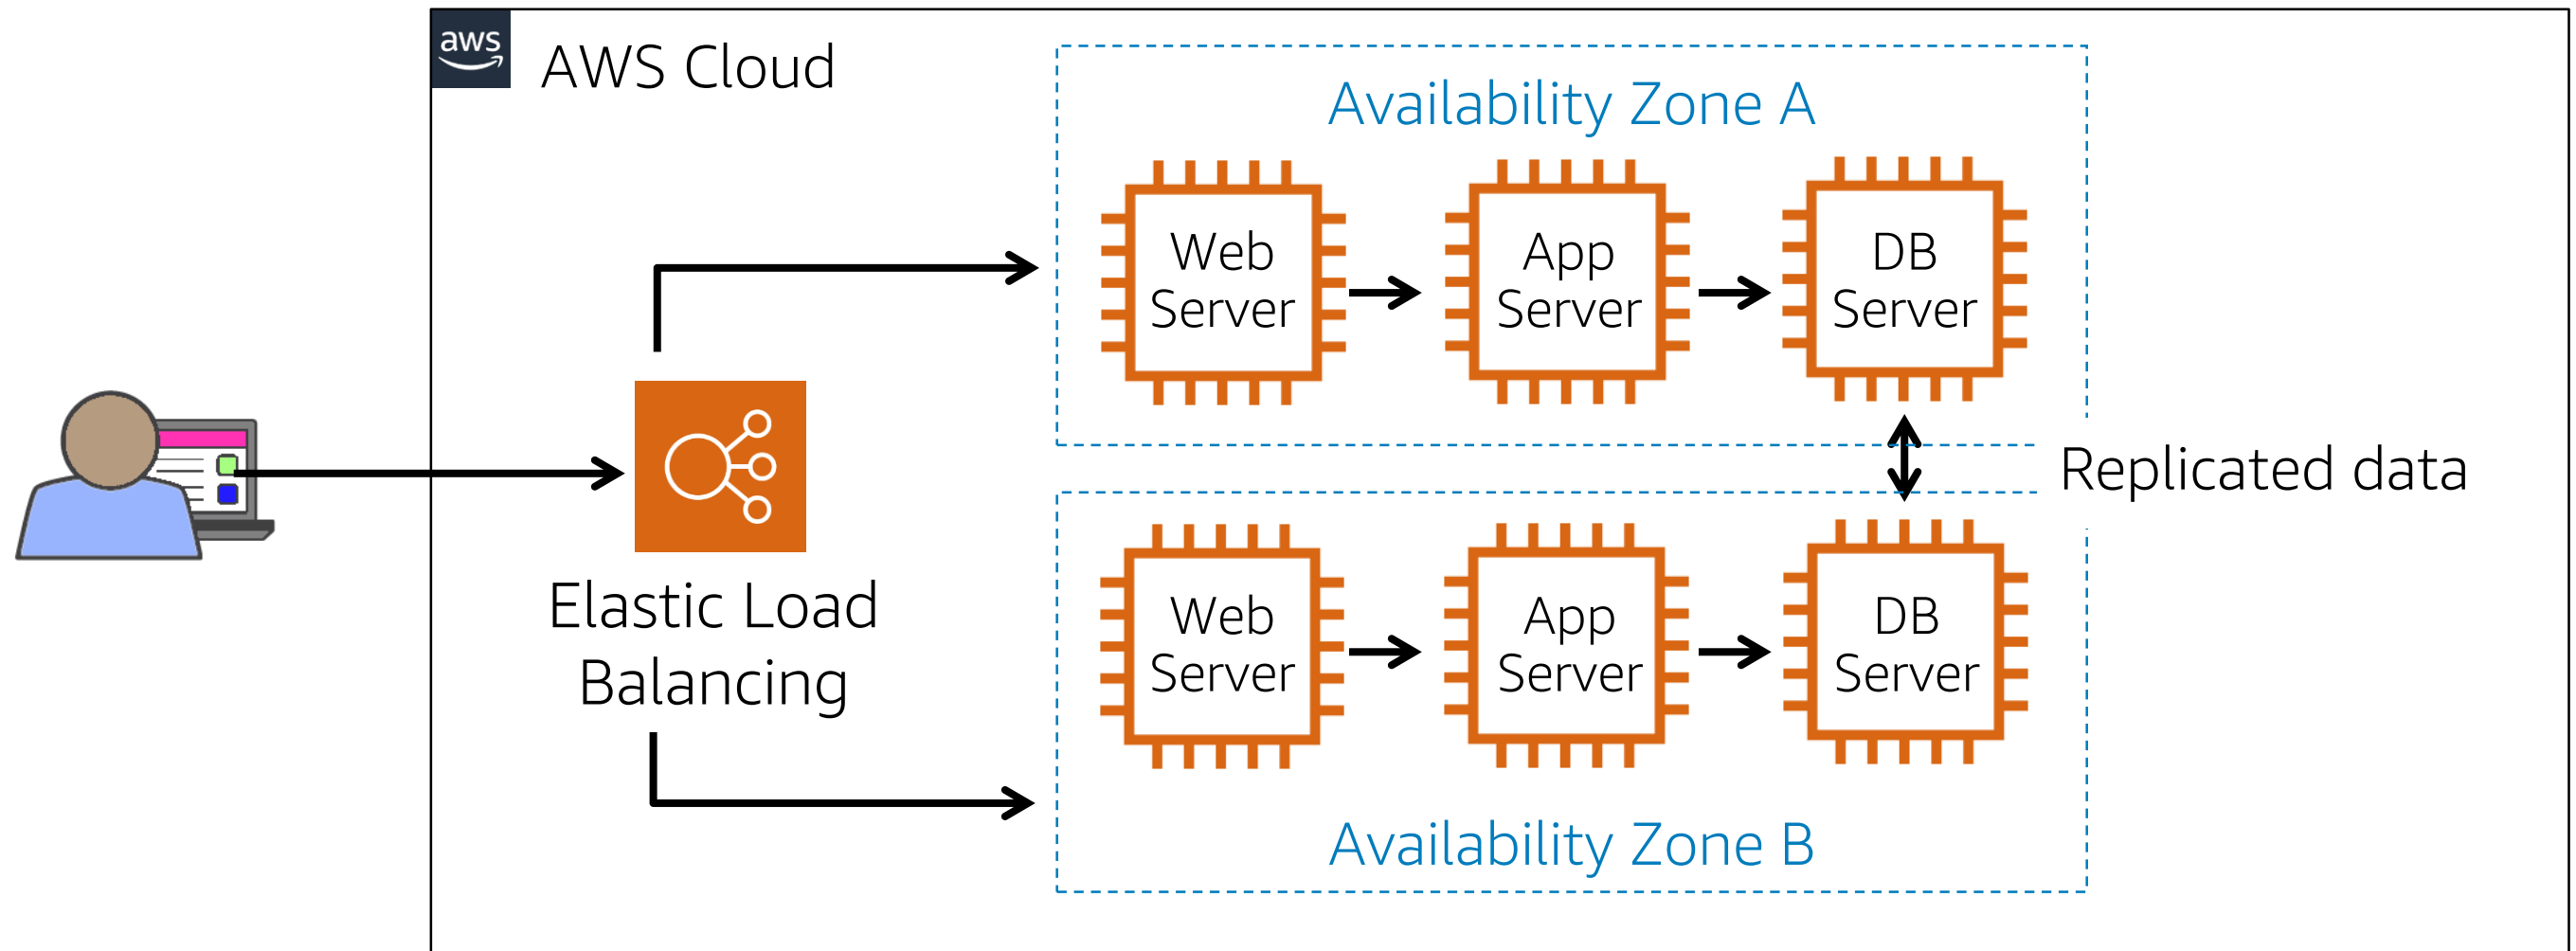 aws
AWS Cloud
Availability Zone A
Web
Server
App
Server
DB
Server
Replicated data
Elastic Load
Balancing
Web
Server
App
Server
DB
Server
Availability Zone B